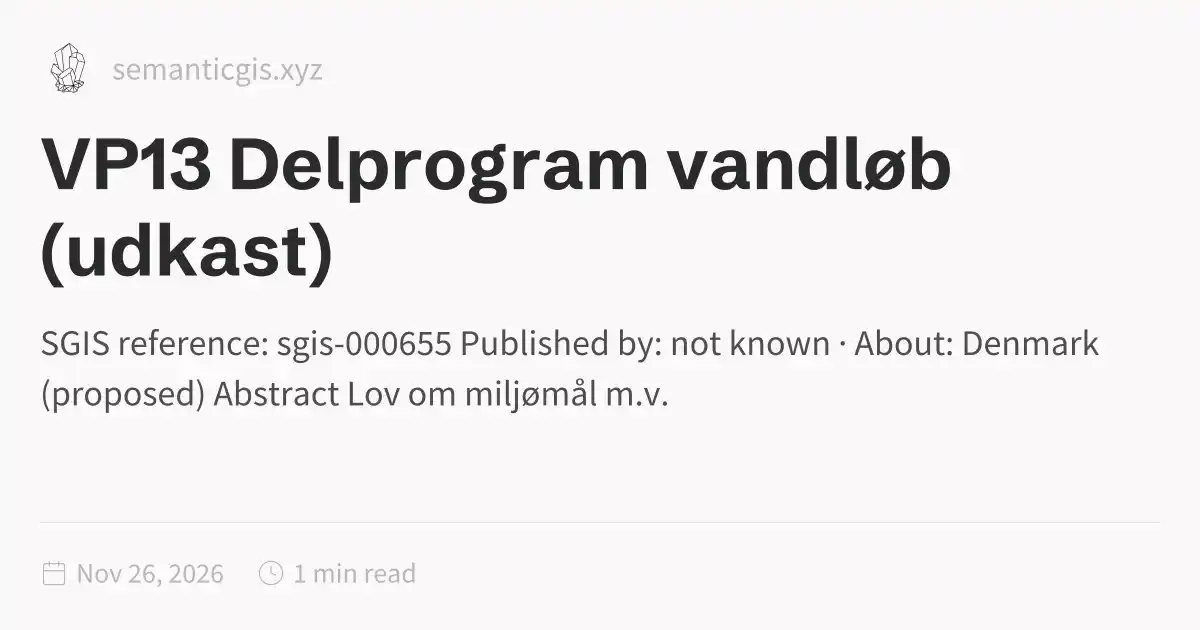 semanticgis.xyz
VP13 Delprogram vandløb
(udkast)
SGIS reference: sgis-000655 Published by: not known · About: Denmark
(proposed) Abstract Lov om miljømål m.v.
Nov 26, 2026
1 min read